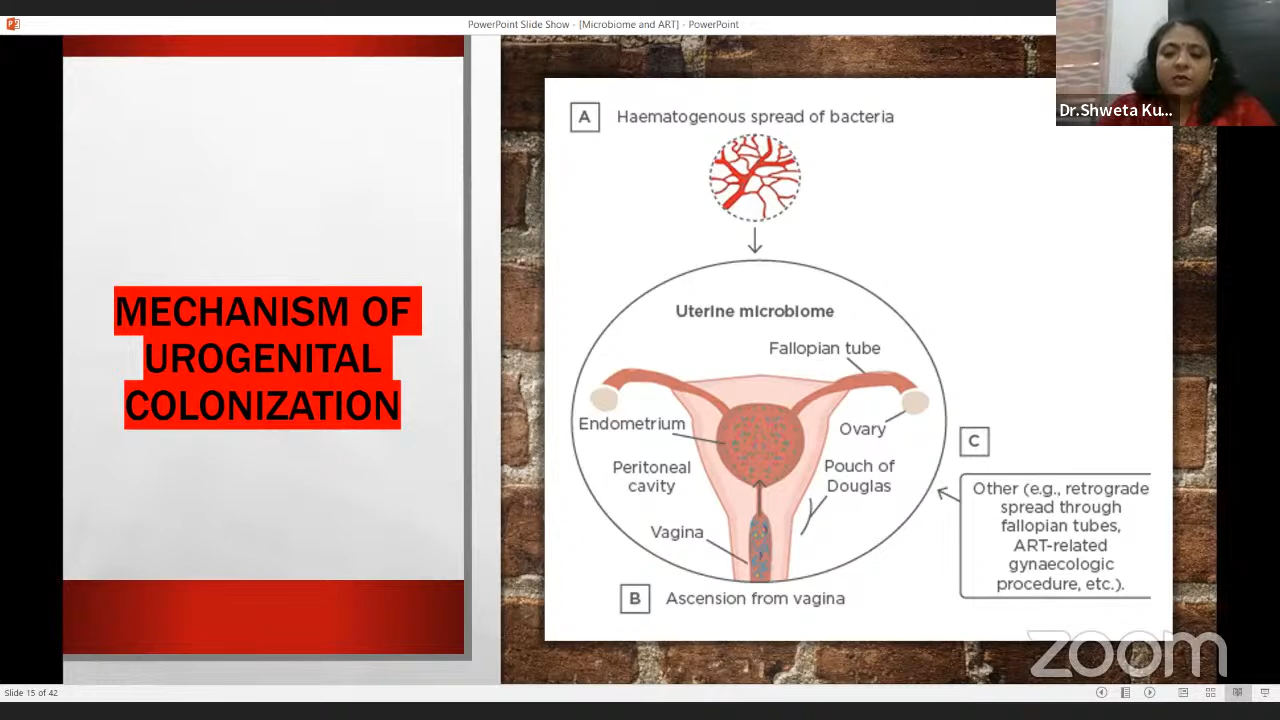 PowerPoint Slide Show - [Microbiome and ART] - PowerPoint
Dr.Shweta Ku...
MECHANISM OF
UROGENITAL
COLONIZATION
A
Haematogenous spread of bacteria
Uterine microbiome
Fallopian tube
Endometrium
Ovary
Peritoneal
cavity
Pouch of
Douglas
Vagina
B
Ascension from vagina
C
Other (e.g., retrograde
spread through
fallopian tubes,
ART-related
gynaecologic
procedure, etc.).
zoom
Slide 15 of 42